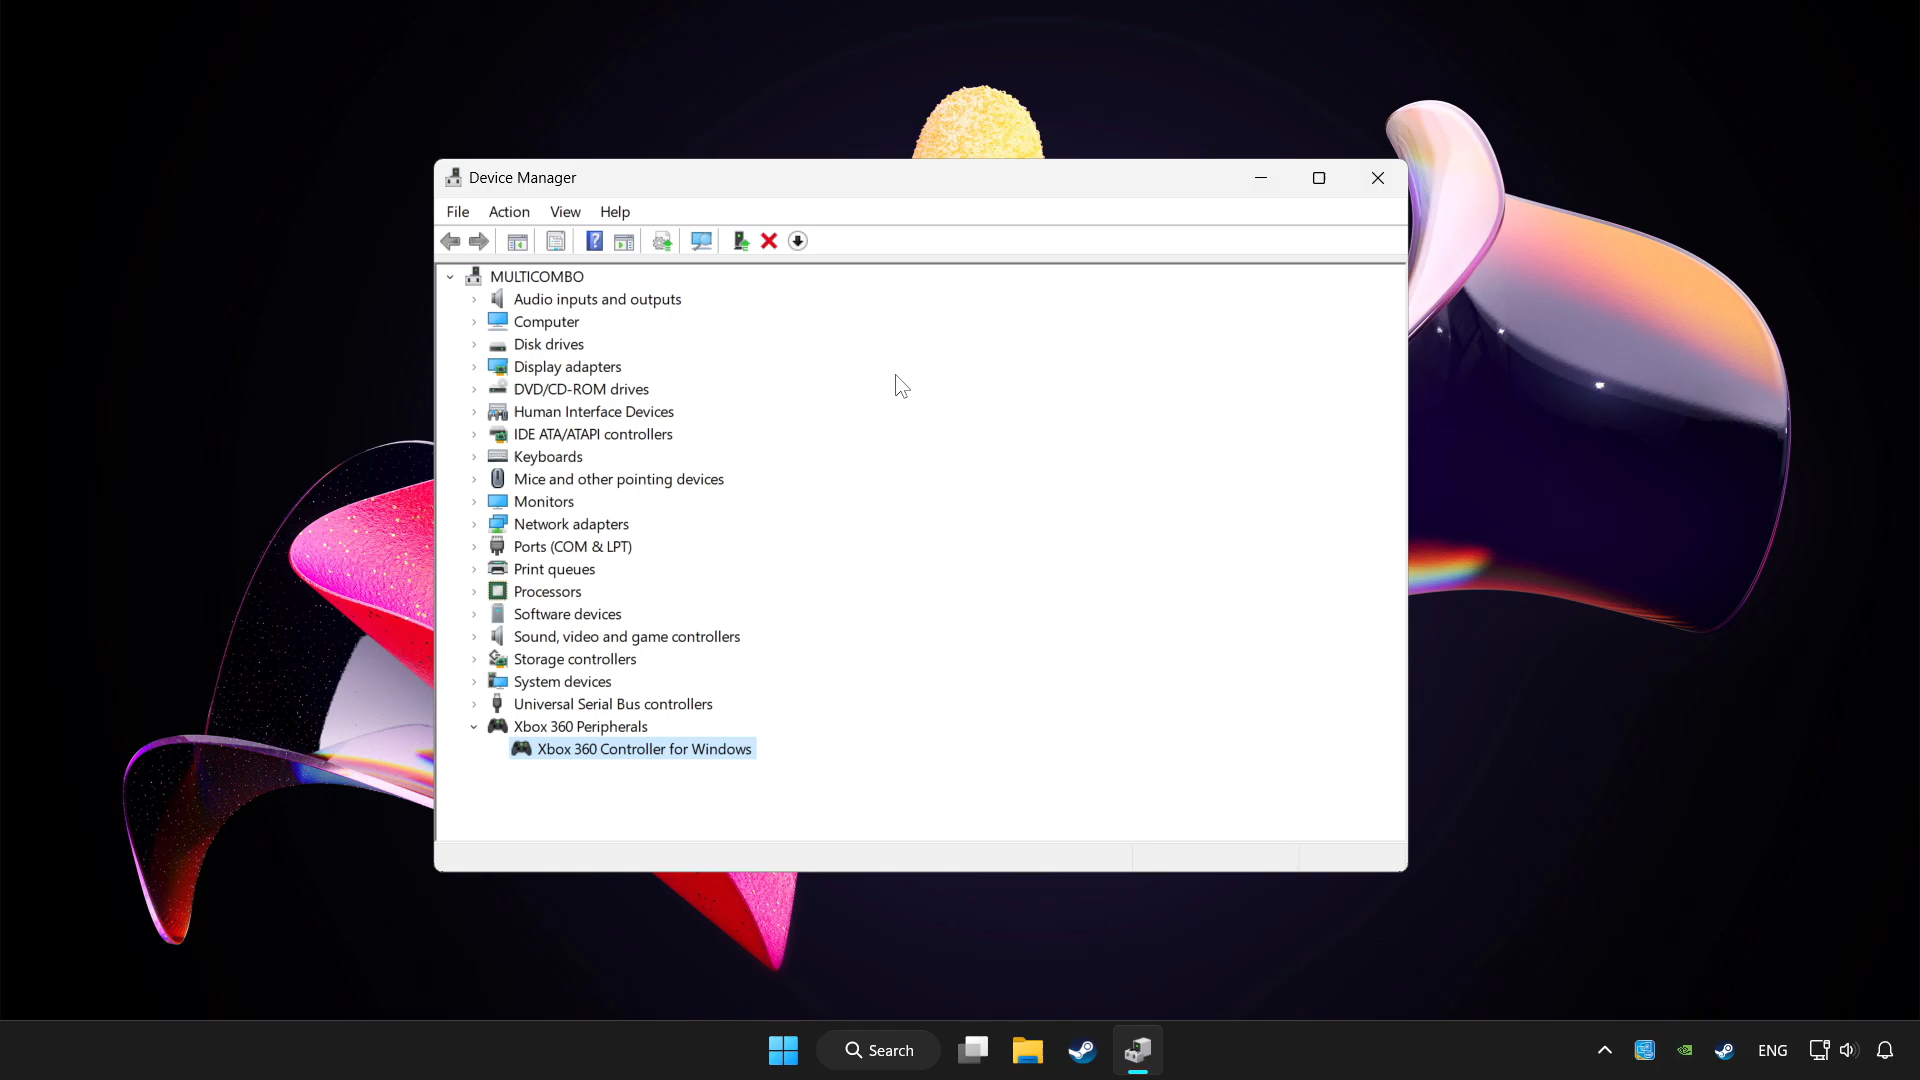 Device Manager
File Action View Help
MULTICOMBO
Audio inputs and outputs
Computer
Disk drives
Display adapters
DVD/CD-ROM drives
Human Interface Devices
IDE ATA/ATAPI controllers
Keyboards
Mice and other pointing devices
Monitors
Network adapters
Ports (COM & LPT)
Print queues
Processors
Software devices
Sound, video and game controllers
Storage controllers
System devices
Universal Serial Bus controllers
Xbox 360 Peripherals
Xbox 360 Controller for Windows
Search
ENG